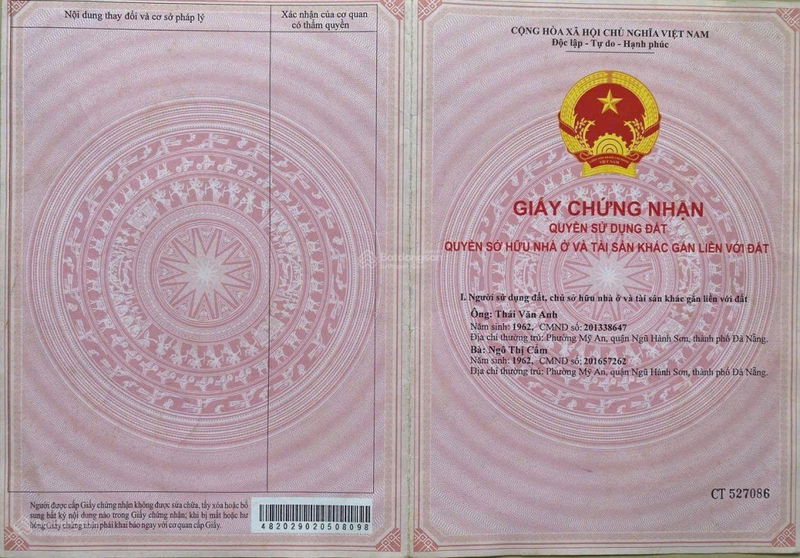 Nội dung thay đổi và cơ sở pháp lý
Xác nhận của cơ quan
có thẩm quyền
Người được cấp Giấy chứng nhận không được sửa chữa, tẩy xóa hoặc bổ
sung bất kỳ nội dung nào trong Giấy chứng nhận; khi bị mất hoặc hư
hỏng Giấy chứng nhận phải khai báo ngay với cơ quan cấp Giấy.
482029020508098
CỘNG HÒA XÃ HỘI CHỦ NGHĨA VIỆT NAM
Độc lập - Tự do - Hạnh phúc
VIỆT NAM
GIẤY CHỨNG NHẬN
QUYỀN SỬ DỤNG ĐẤT
QUYỀN SỞ HỮU NHÀ Ở VÀ TÀI SẢN KHÁC GẮN LIỀN VỚI ĐẤT
I. Người sử dụng đất, chủ sở hữu nhà ở và tài sản khác gắn liền với đất
Ông: Thái Văn Anh
Năm sinh: 1962, CMND số: 201338647
Địa chỉ thường trú: Phường Mỹ An, quận Ngũ Hành Sơn, thành phố Đà Nẵng.
Bà: Ngô Thị Cẩm
Năm sinh: 1962, CMND số: 201657262
Địa chỉ thường trú: Phường Mỹ An, quận Ngũ Hành Sơn, thành phố Đà Nẵng.
CT 527086
Batdongsan